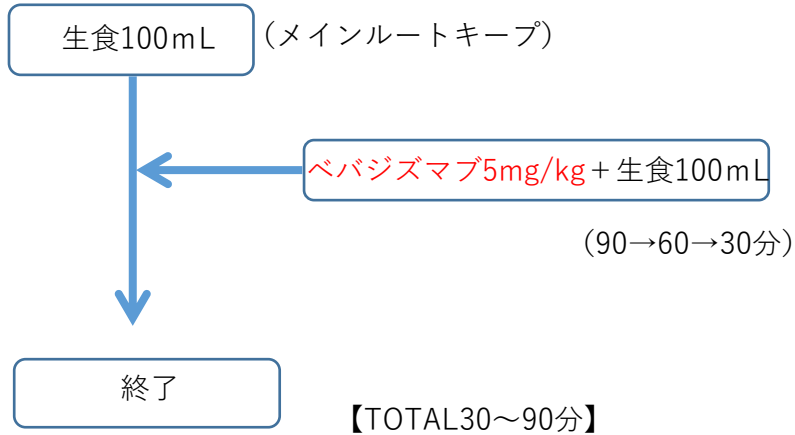 生食100mL
（メインルートキープ）
ベバジズマブ5mg/kg＋生食100mL
（90→60→30分）
終了
【TOTAL30～90分】